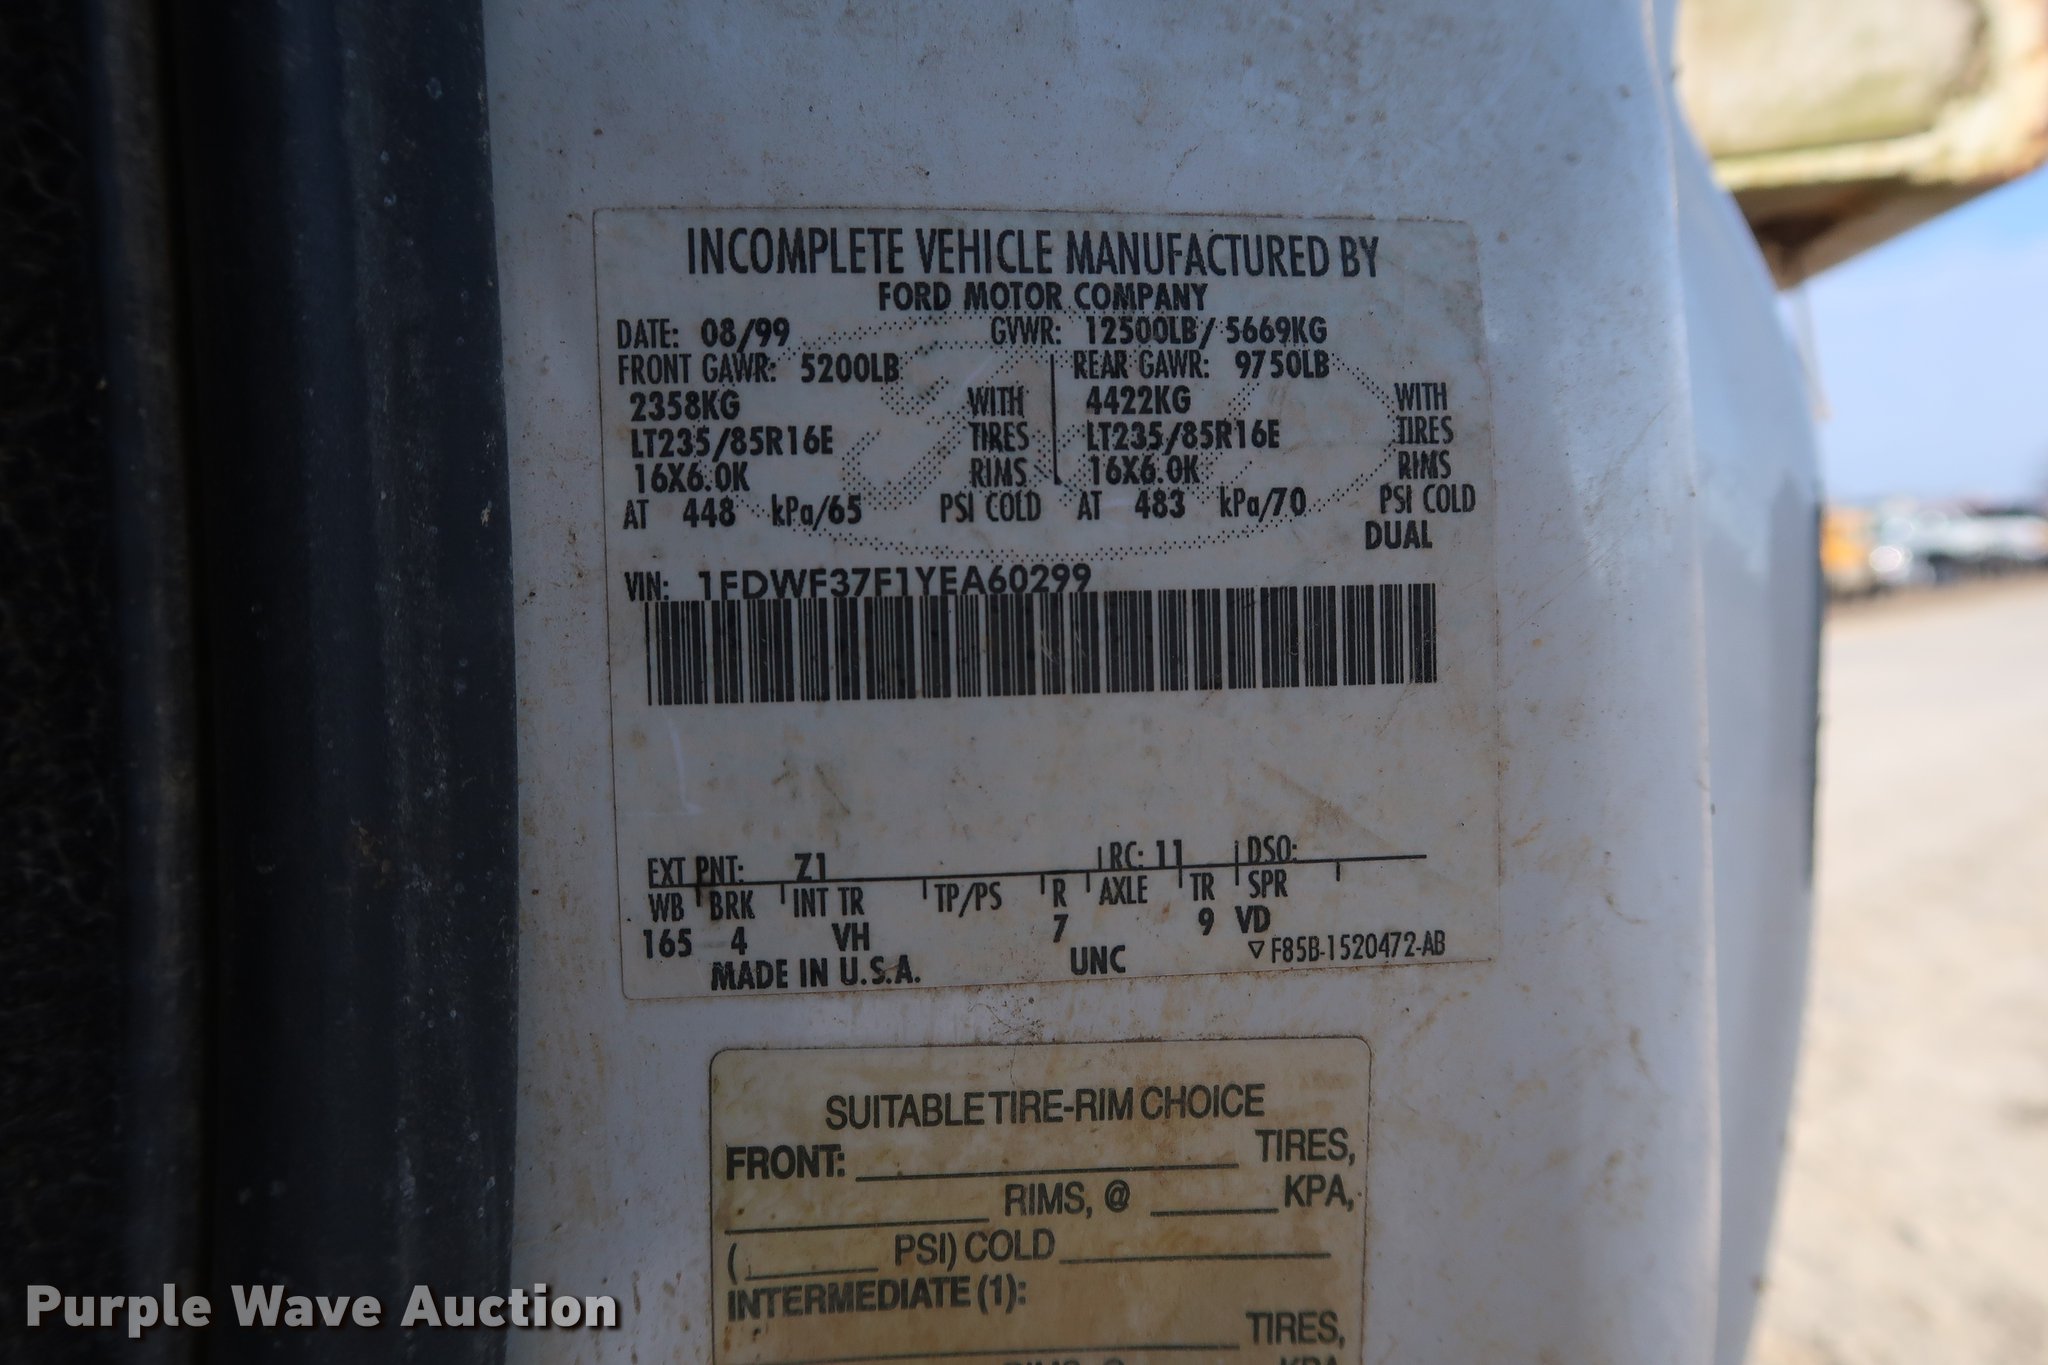 INCOMPLETE VEHICLE MANUFACTURED BY
FORD MOTOR COMPANY
DATE: 08/99 GVWR: 12500LB/ 5669KG
FRONT GAWR: 5200LB REAR GAWR: 9750LB
2358KG WITH 4422KG WITH
LT235/85R16E TIRES LT235/85R16E TIRES
16X6.0K RIMS 16X6.0K RIMS
AT 448 kPa/65 PSI COLD AT 483 kPa/70 PSI COLD
DUAL
VIN: 1FDWF37F1YEA60299
EXT PNT: Z1 RC: 11 DSO:
WB BRK INT TR TP/PS R AXLE TR SPR
165 4 VH 7 9 VD
MADE IN U.S.A. UNC F85B-1520472-AB
SUITABLE TIRE-RIM CHOICE
FRONT: TIRES,
RIMS, @ KPA,
( PSI) COLD
INTERMEDIATE (1):
TIRES,
RIMS, @ KPA
Purple Wave Auction